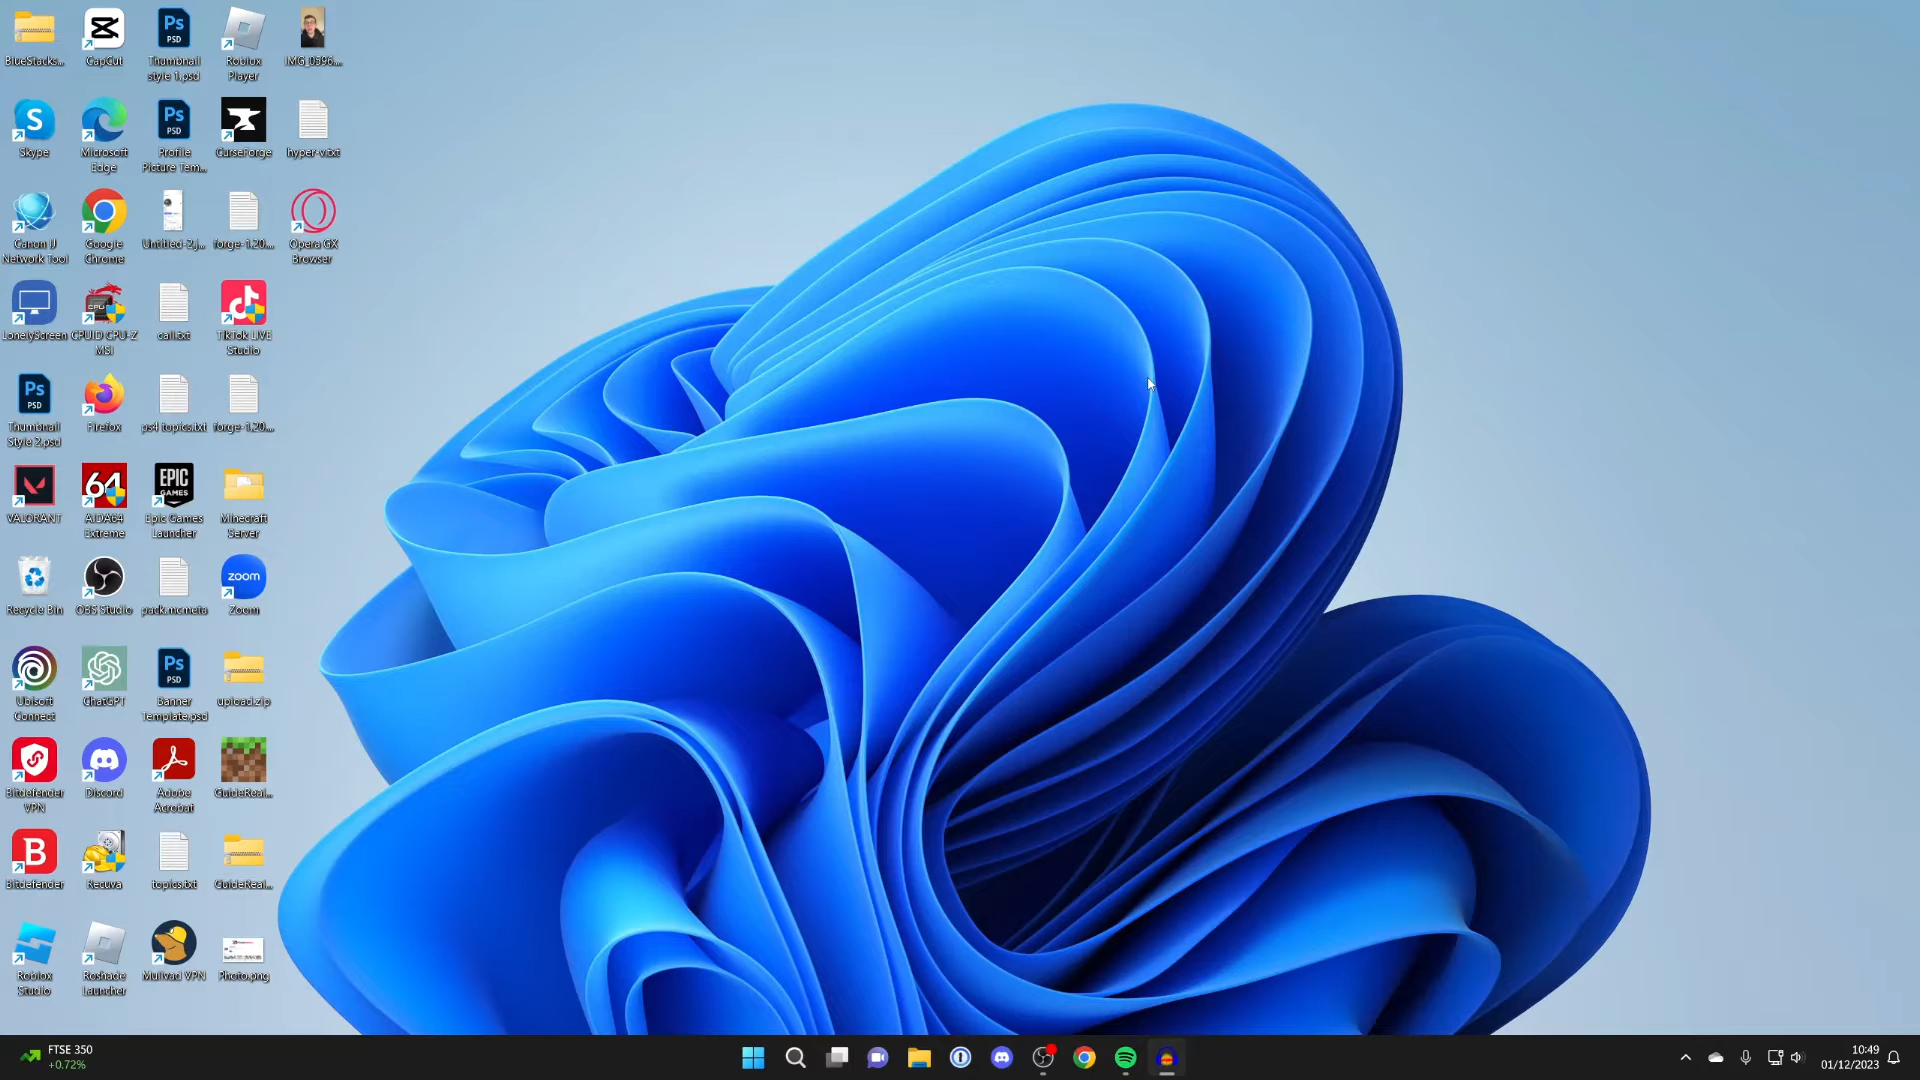 BlueStacks...
CapCut
Thumbnail
style 1.psd
Roblox
Player
IMG_0396....
Skype
Microsoft
Edge
Profile
Picture Tem...
CurseForge
hyper-v.txt
Canon IJ
Network Tool
Google
Chrome
Untitled-2.j...
forge-1.20....
Opera GX
Browser
LonelyScreen
CPUID CPU-Z
MSI
call.txt
TikTok LIVE
Studio
Thumbnail
Style 2.psd
Firefox
ps4 topics.txt
forge-1.20....
VALORANT
64
AIDA64
Extreme
EPIC
GAMES
Epic Games
Launcher
Minecraft
Server
Recycle Bin
OBS Studio
pack.mcmeta
zoom
Zoom
Ubisoft
Connect
ChatGPT
Banner
Template.psd
upload.zip
Bitdefender
VPN
Discord
Adobe
Acrobat
GuideReal...
Bitdefender
Recuva
topics.txt
GuideReal...
Roblox
Studio
Roshade
Launcher
Mullvad VPN
Photo.png
FTSE 350
+0.72%
10:49
01/12/2023